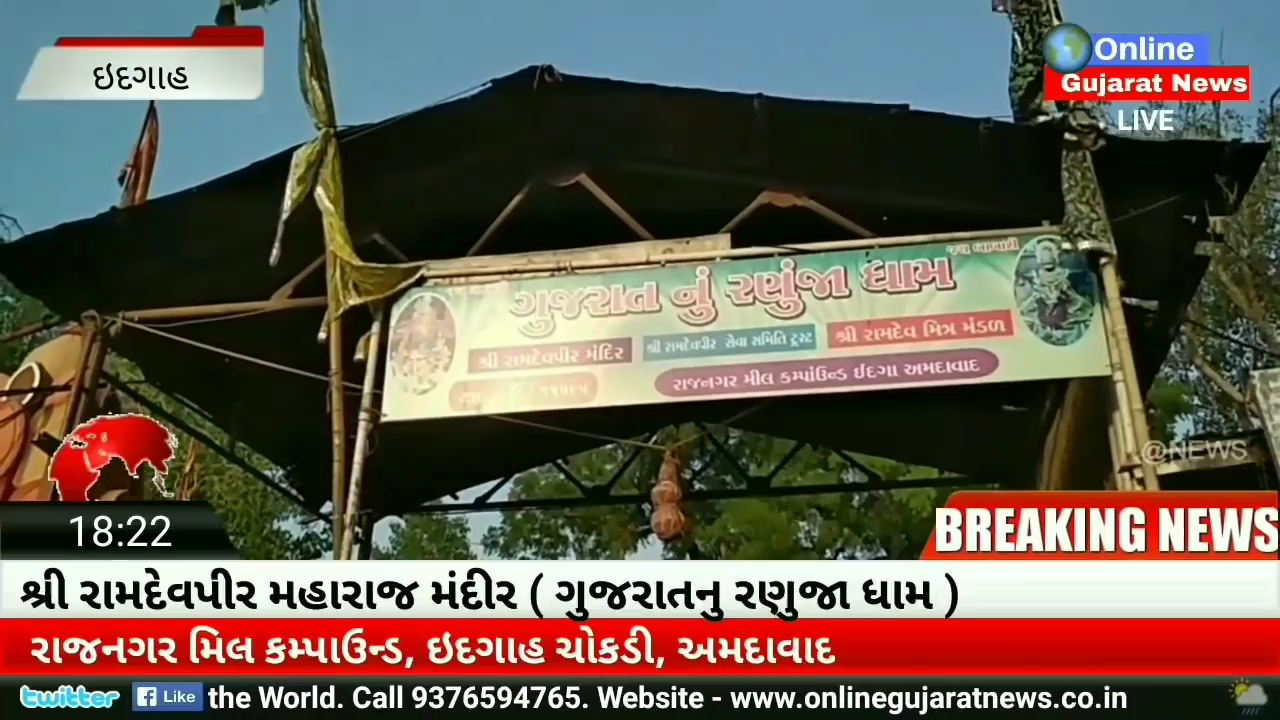 ઇદગાહ
Online
Gujarat News
LIVE
જય બાબારી
ગુજરાત નું રણુંજા ધામ
શ્રી રામદેવપીર મંદિર
શ્રી રામદેવપીર સેવા સમિતિ ટ્રસ્ટ
શ્રી રામદેવ મિત્ર મંડળ
રાજનગર મીલ કમ્પાઉન્ડ ઈદગા અમદાવાદ
@NEWS
18:22
BREAKING NEWS
શ્રી રામદેવપીર મહારાજ મંદીર ( ગુજરાતનુ રણુજા ધામ )
રાજનગર મિલ કમ્પાઉન્ડ, ઇદગાહ ચોકડી, અમદાવાદ
twitter Like the World. Call 9376594765. Website - www.onlinegujaratnews.co.in